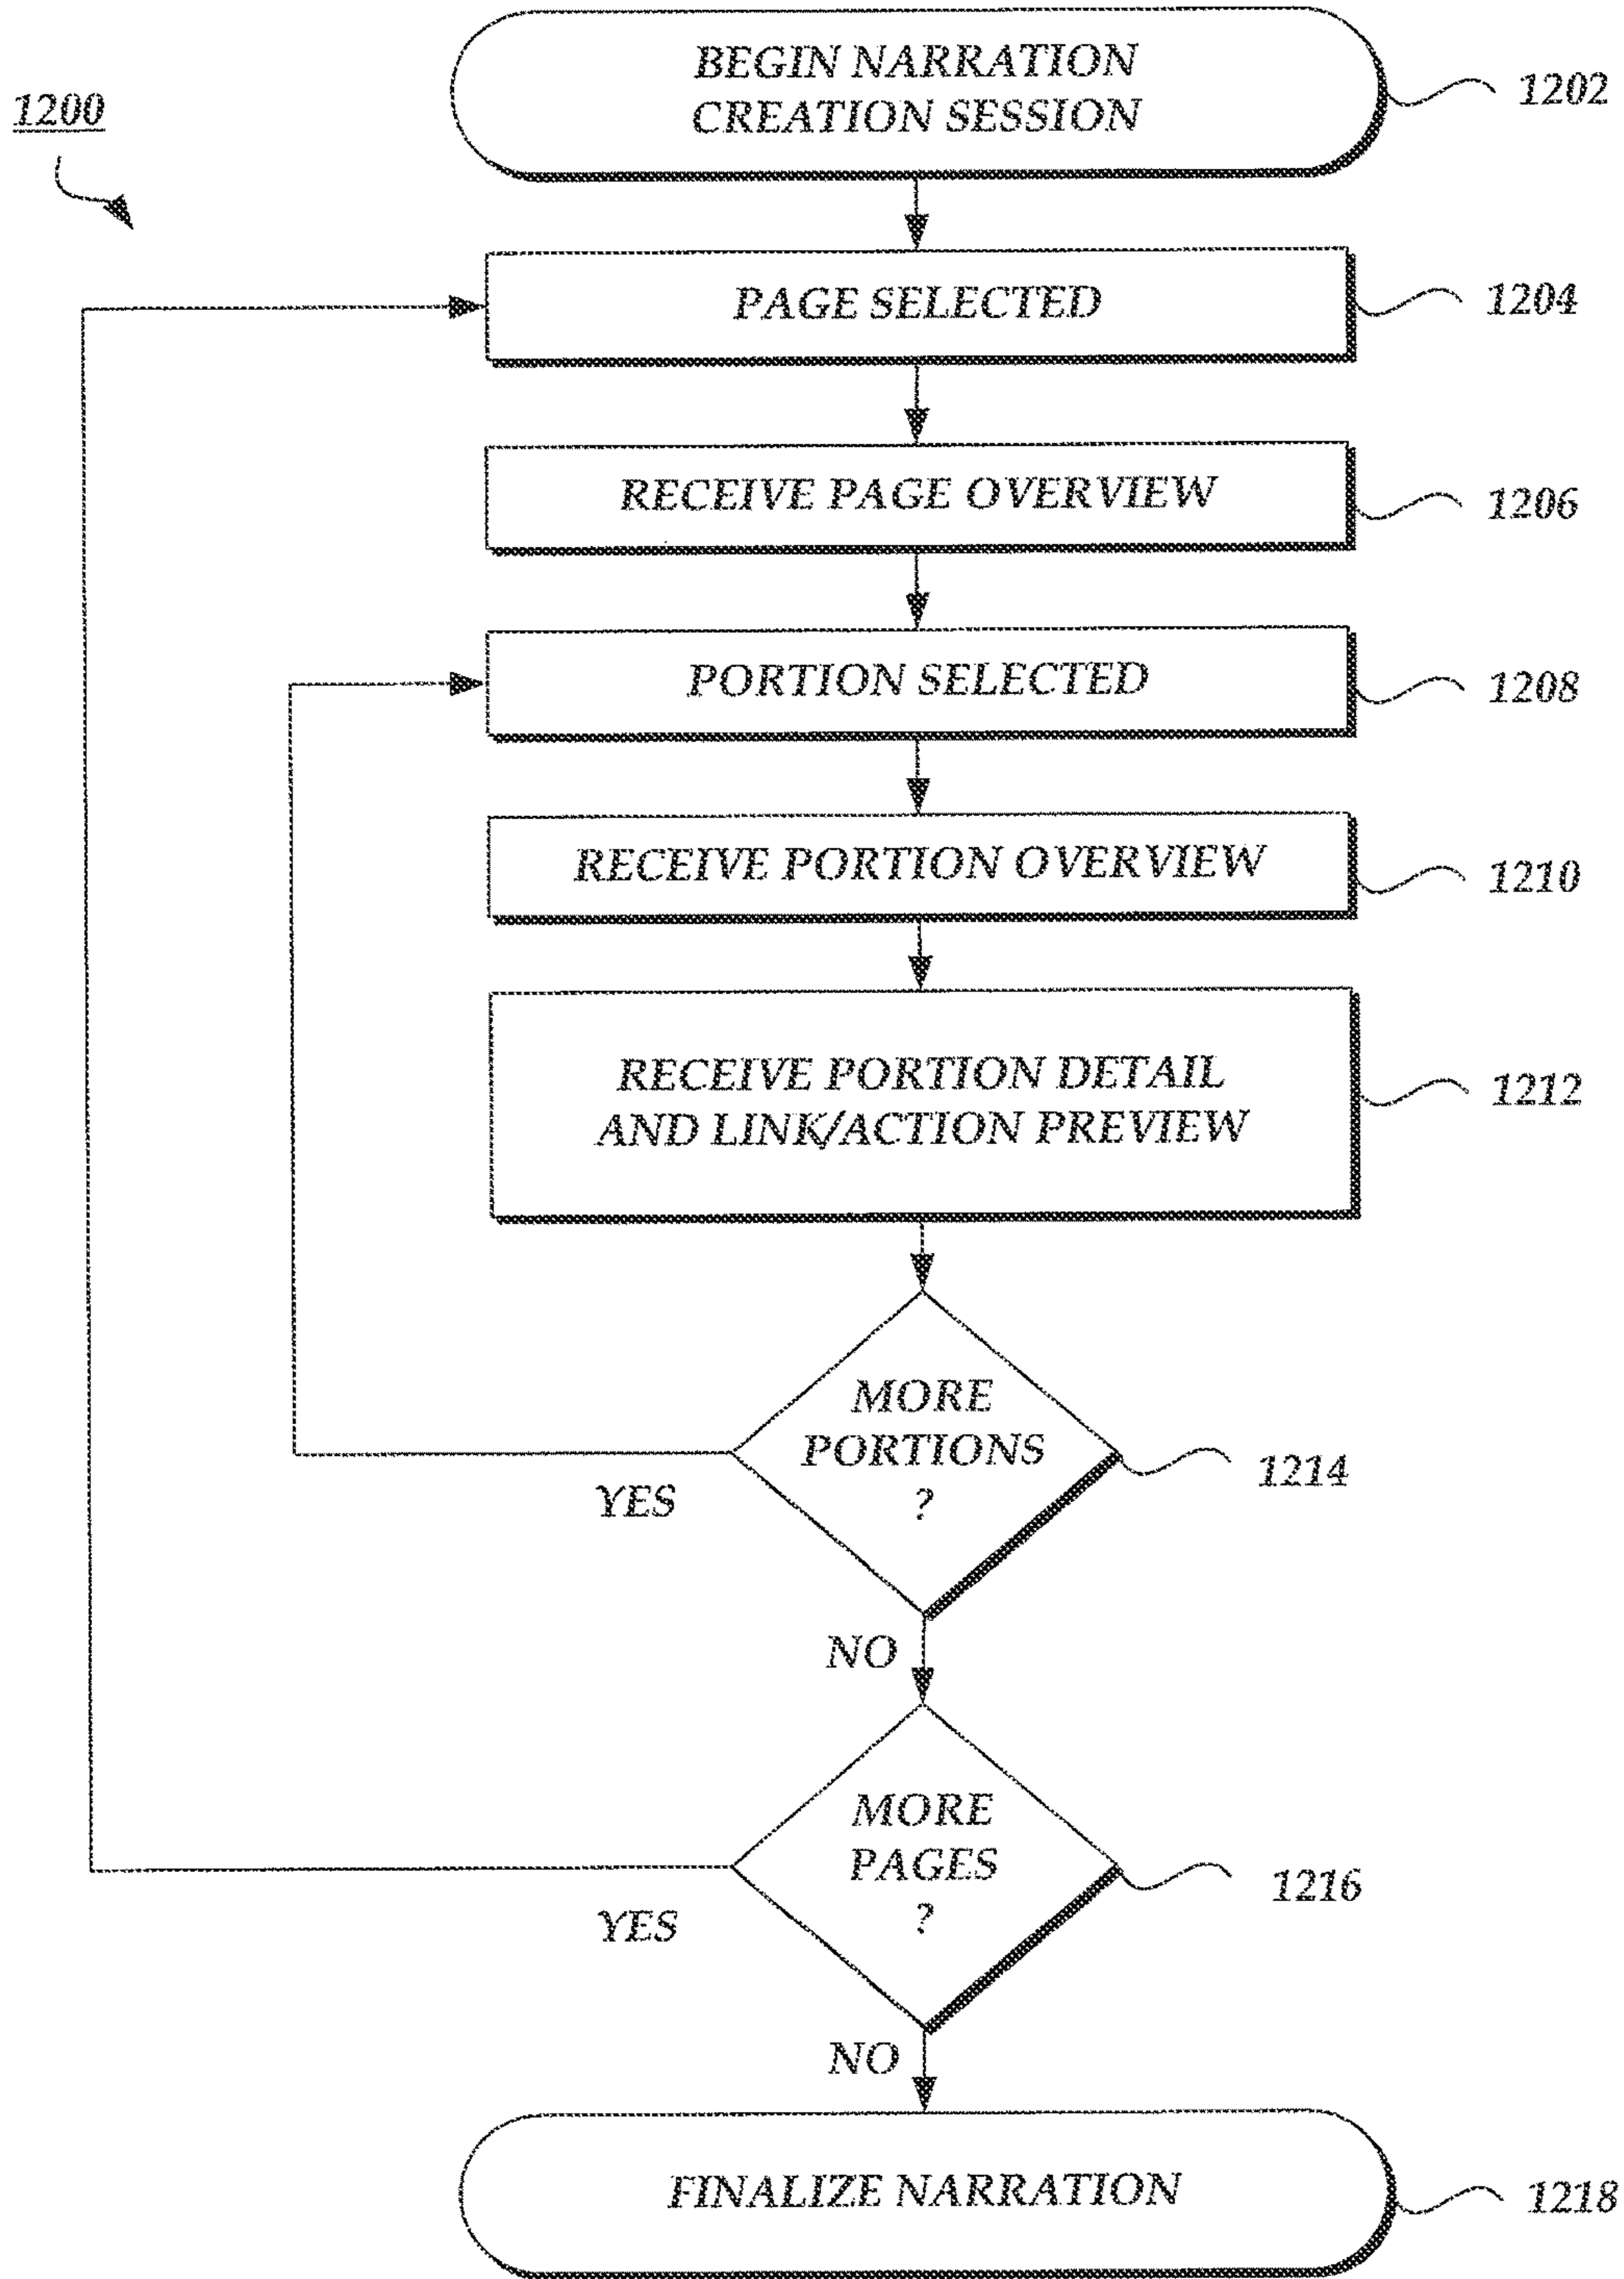 BEGIN NARRATION
CREATION SESSION
1202
1200
PAGE SELECTED
1204
RECEIVE PAGE OVERVIEW
1206
PORTION SELECTED
1208
RECEIVE PORTION OVERVIEW
1210
RECEIVE PORTION DETAIL
AND LINK/ACTION PREVIEW
1212
MORE
PORTIONS
?
1214
YES
NO
MORE
PAGES
?
1216
YES
NO
FINALIZE NARRATION
1218